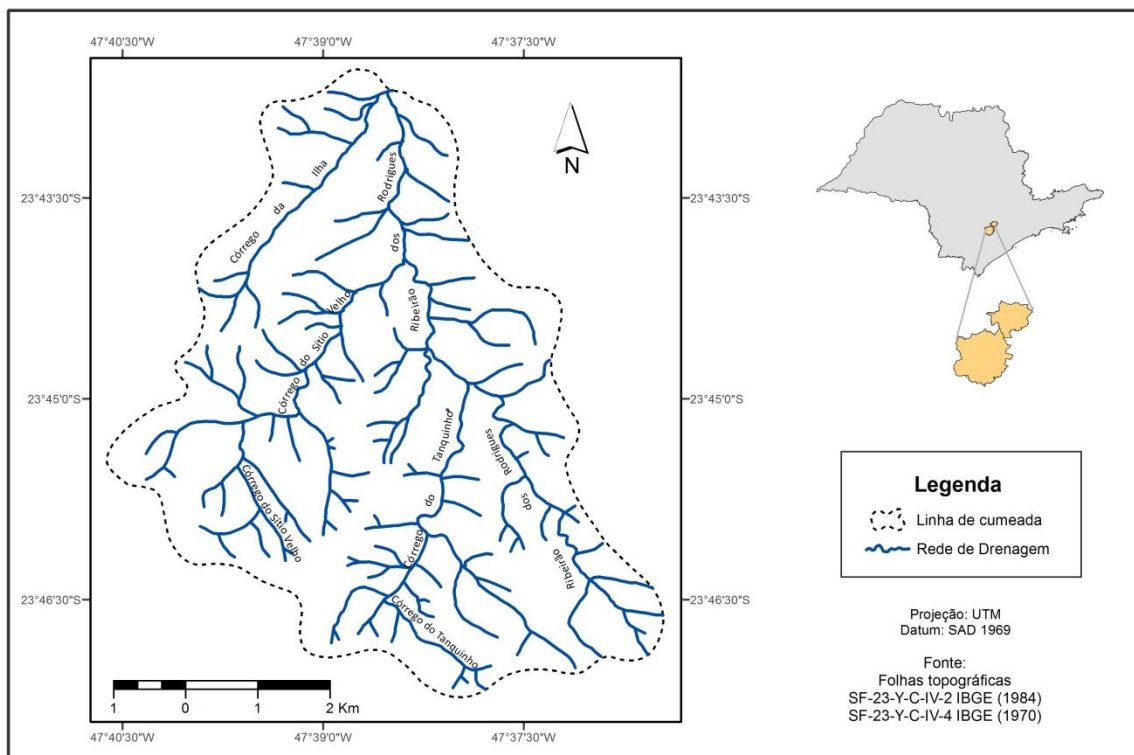 47°40'30"W 47°39'0"W 47°37'30"W
N
23°43'30"S 23°43'30"S
23°45'0"S 23°45'0"S
23°46'30"S 23°46'30"S
Córrego da Ilha
Ribeirão dos Rodrigues
Córrego do Sítio Velho
Córrego do Sítio Velho
Córrego do Tanquinho
Ribeirão dos Rodrigues
Córrego do Tanquinho
1 0 1 2 Km
47°40'30"W 47°39'0"W 47°37'30"W
Legenda
Linha de cumeada
Rede de Drenagem
Projeção: UTM
Datum: SAD 1969
Fonte:
Folhas topográficas
SF-23-Y-C-IV-2 IBGE (1984)
SF-23-Y-C-IV-4 IBGE (1970)